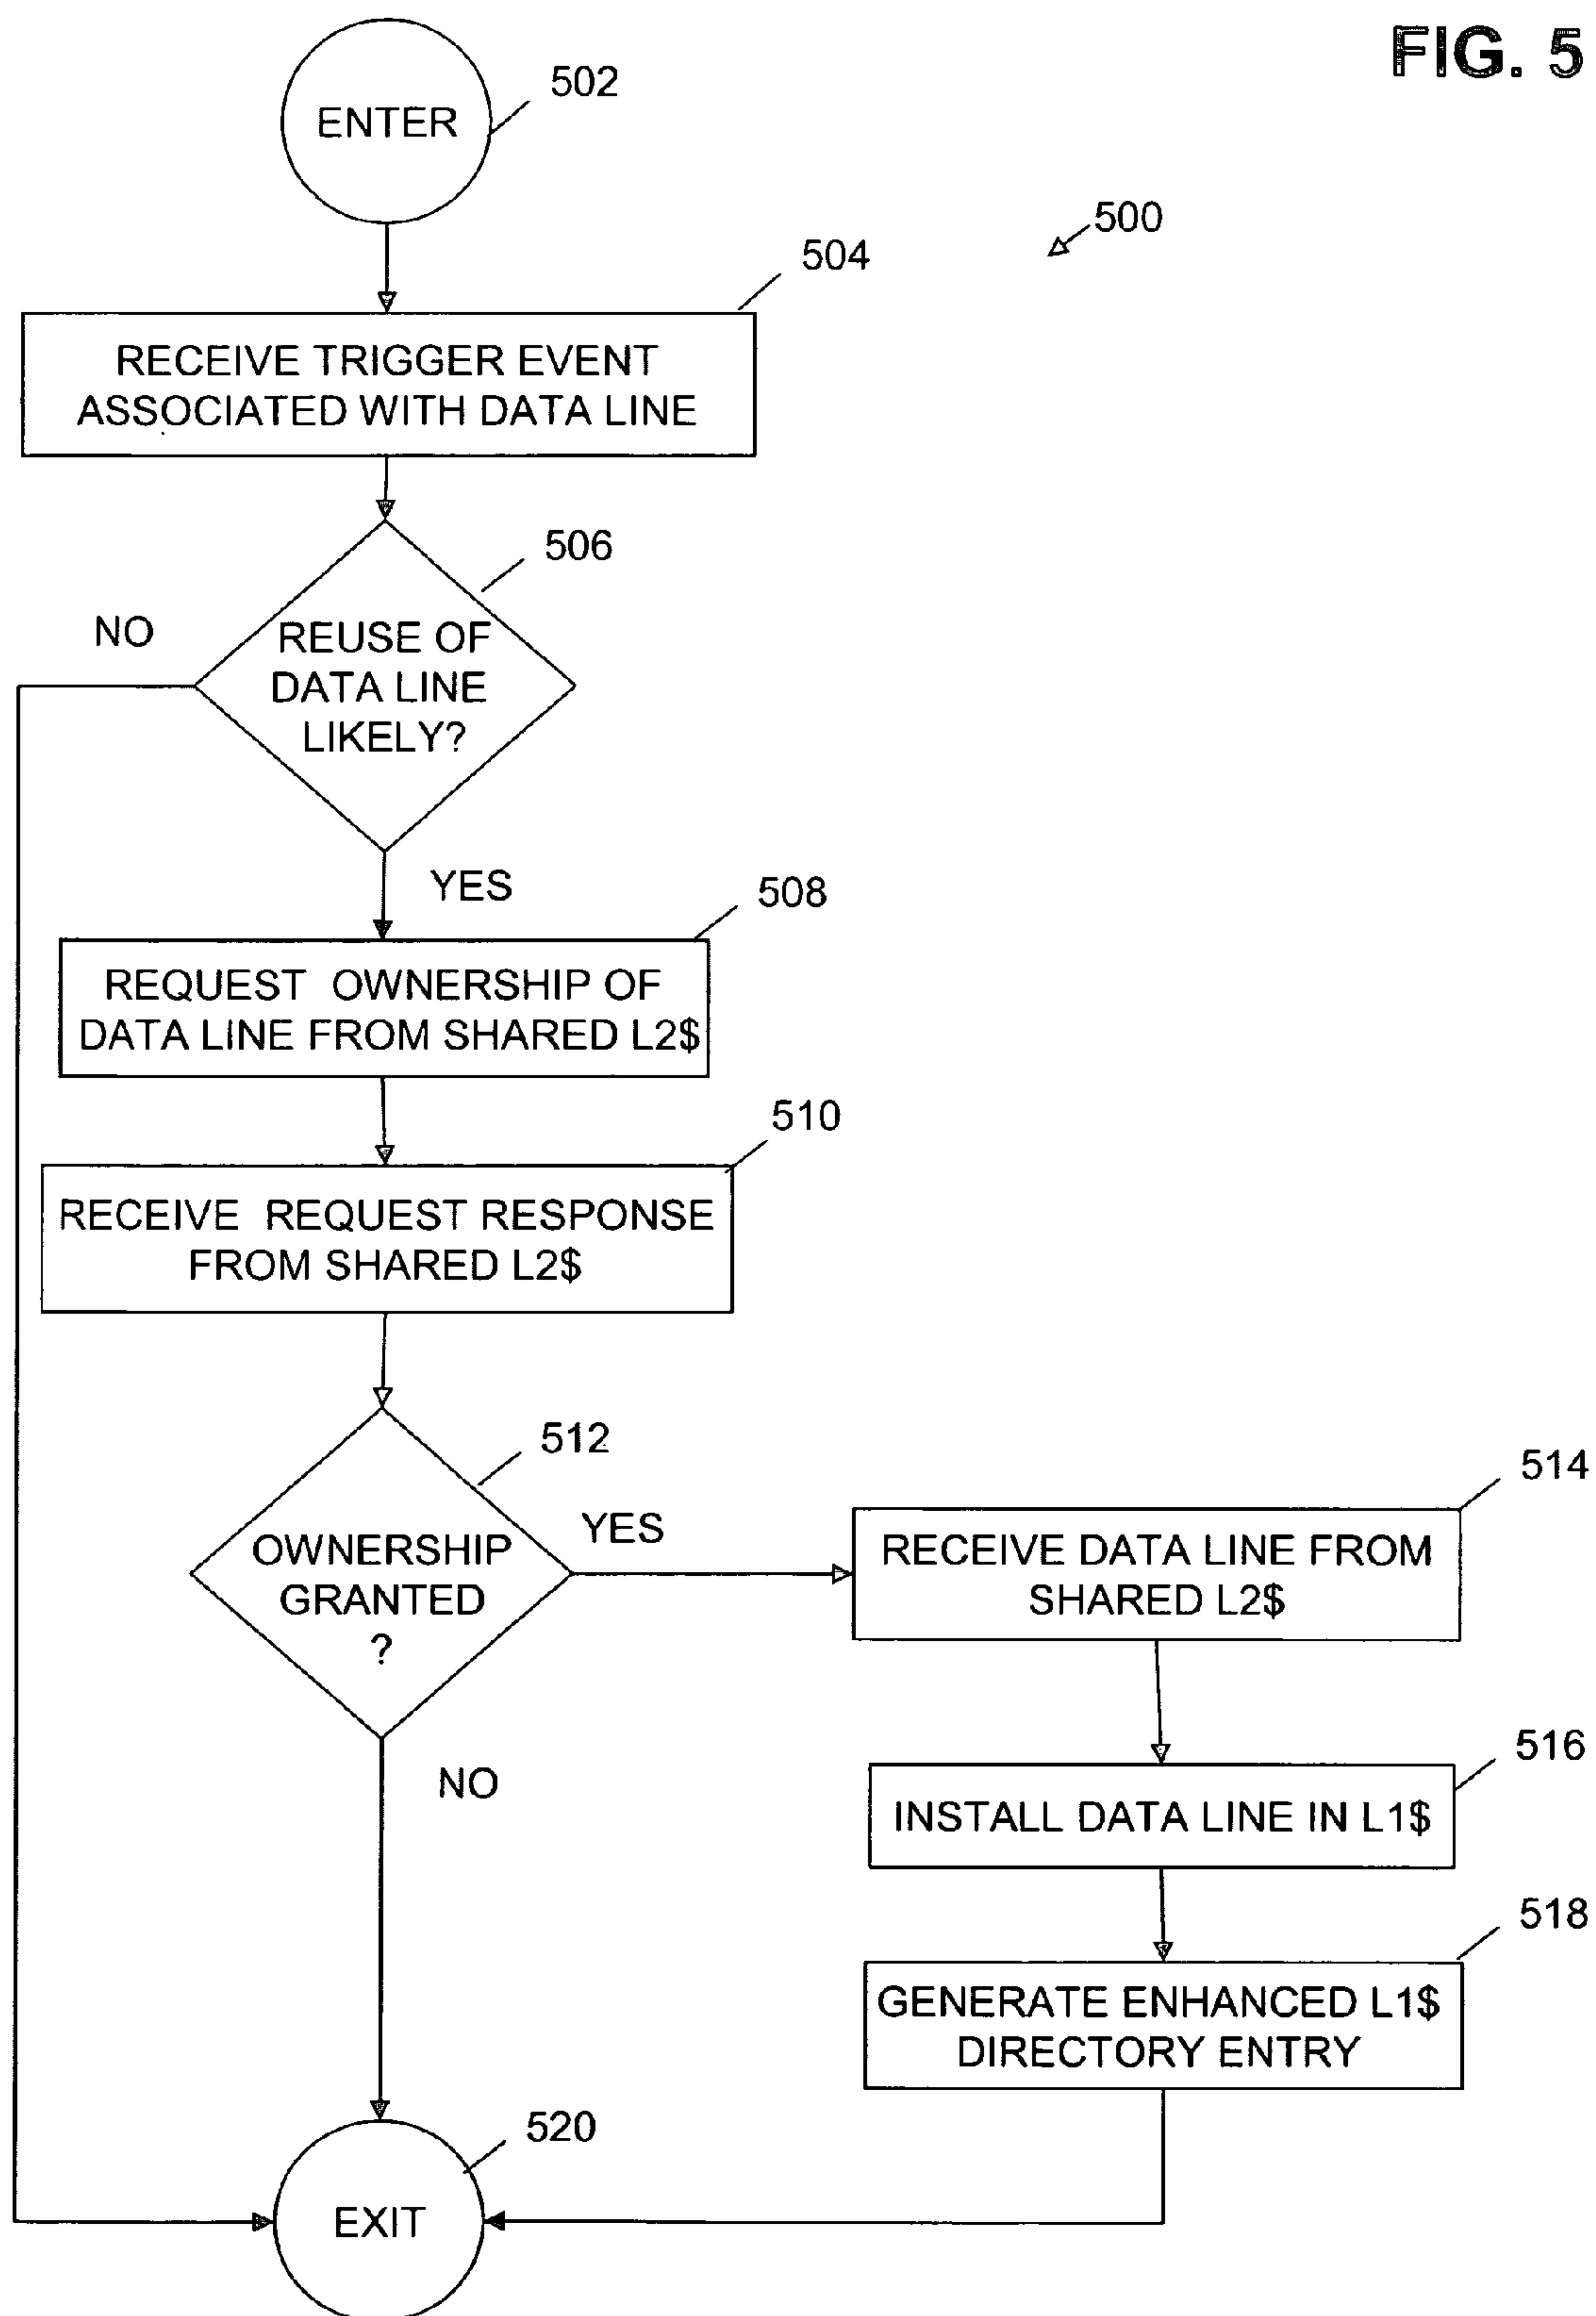 FIG. 5
502
ENTER
500
504
RECEIVE TRIGGER EVENT
ASSOCIATED WITH DATA LINE
506
NO
REUSE OF
DATA LINE
LIKELY?
YES
508
REQUEST OWNERSHIP OF
DATA LINE FROM SHARED L2$
510
RECEIVE REQUEST RESPONSE
FROM SHARED L2$
512
OWNERSHIP
GRANTED
?
YES
514
RECEIVE DATA LINE FROM
SHARED L2$
NO
516
INSTALL DATA LINE IN L1$
518
GENERATE ENHANCED L1$
DIRECTORY ENTRY
520
EXIT